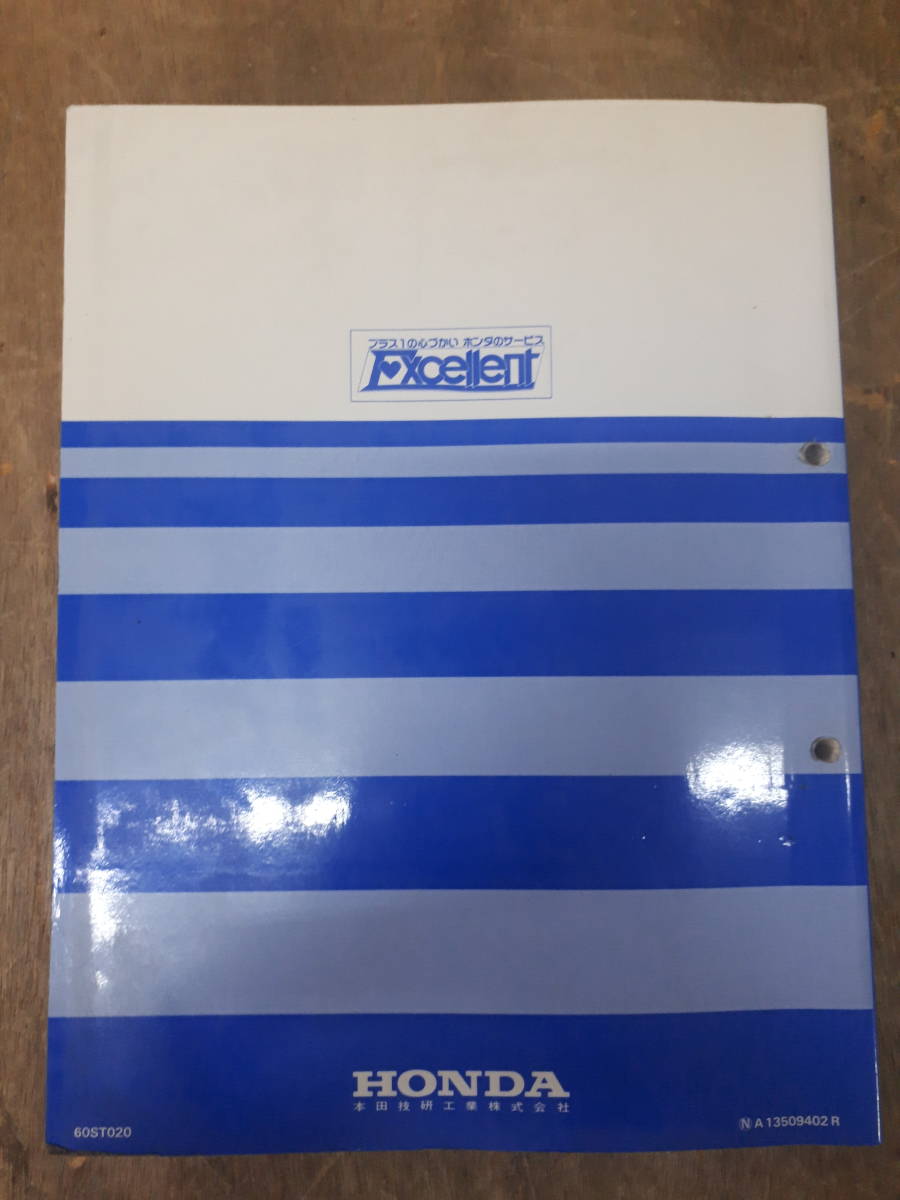 プラス1の心づかい ホンダのサービス
Excellent
HONDA
本田技研工業株式会社
60ST020
Ⓝ A 13509402 R